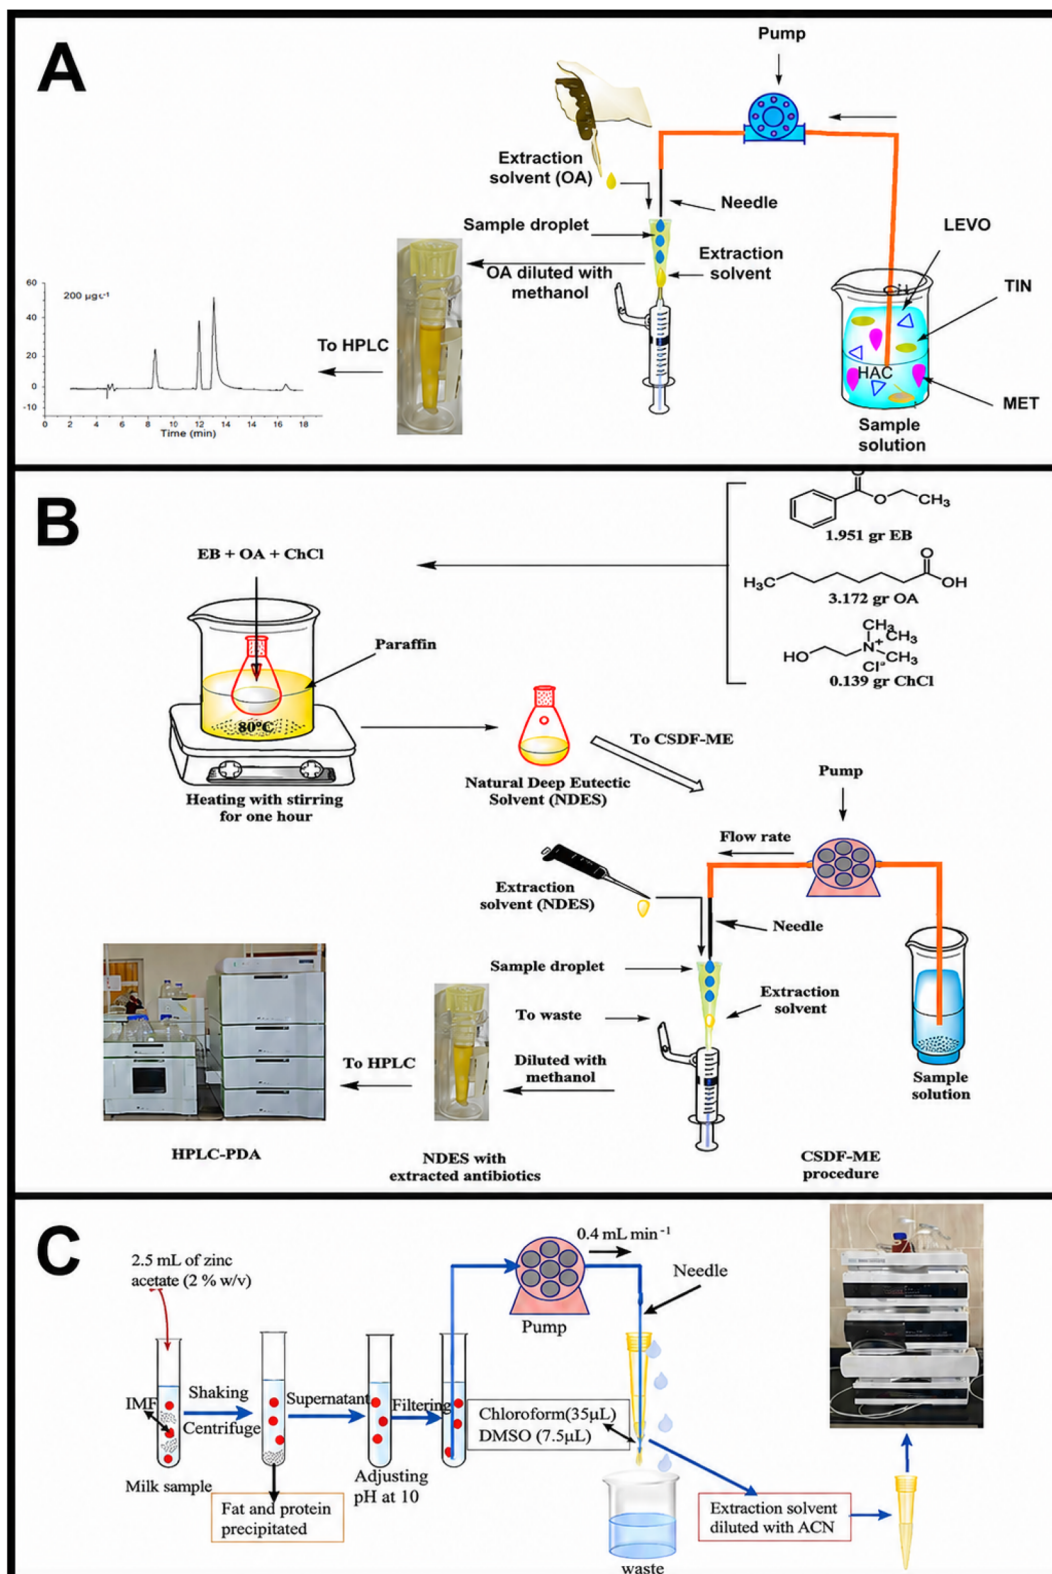 A
Pump
Extraction
solvent (OA)
Needle
Sample droplet
Extraction
solvent
OA diluted with
methanol
LEVO
TIN
MET
HAC
Sample
solution
To HPLC
60
40
20
0
-10
0
2
4
6
8
10
12
14
16
18
Time (min)
B
EB + OA + ChCl
Paraffin
80°C
Heating with stirring
for one hour
O
O
CH₃
1.951 gr EB
O
H₃C
OH
3.172 gr OA
CH₃
CH₃
HO
N⁺
CH₃
0.139 gr ChCl
Natural Deep Eutectic
Solvent (NDES)
To CSDF-ME
Pump
Flow rate
Extraction
solvent (NDES)
Needle
Sample droplet
Extraction
solvent
To waste
Diluted with
methanol
To HPLC
Sample
solution
HPLC-PDA
NDES with
extracted antibiotics
CSDF-ME
procedure
C
2.5 mL of zinc
acetate (2 % w/v)
0.4 mL min⁻¹
Needle
Pump
IMF
Shaking
Centrifuge
Supernatant
Filtering
Chloroform(35µL)
DMSO (7.5µL)
Milk sample
Adjusting
pH at 10
Fat and protein
precipitated
Extraction solvent
diluted with ACN
waste